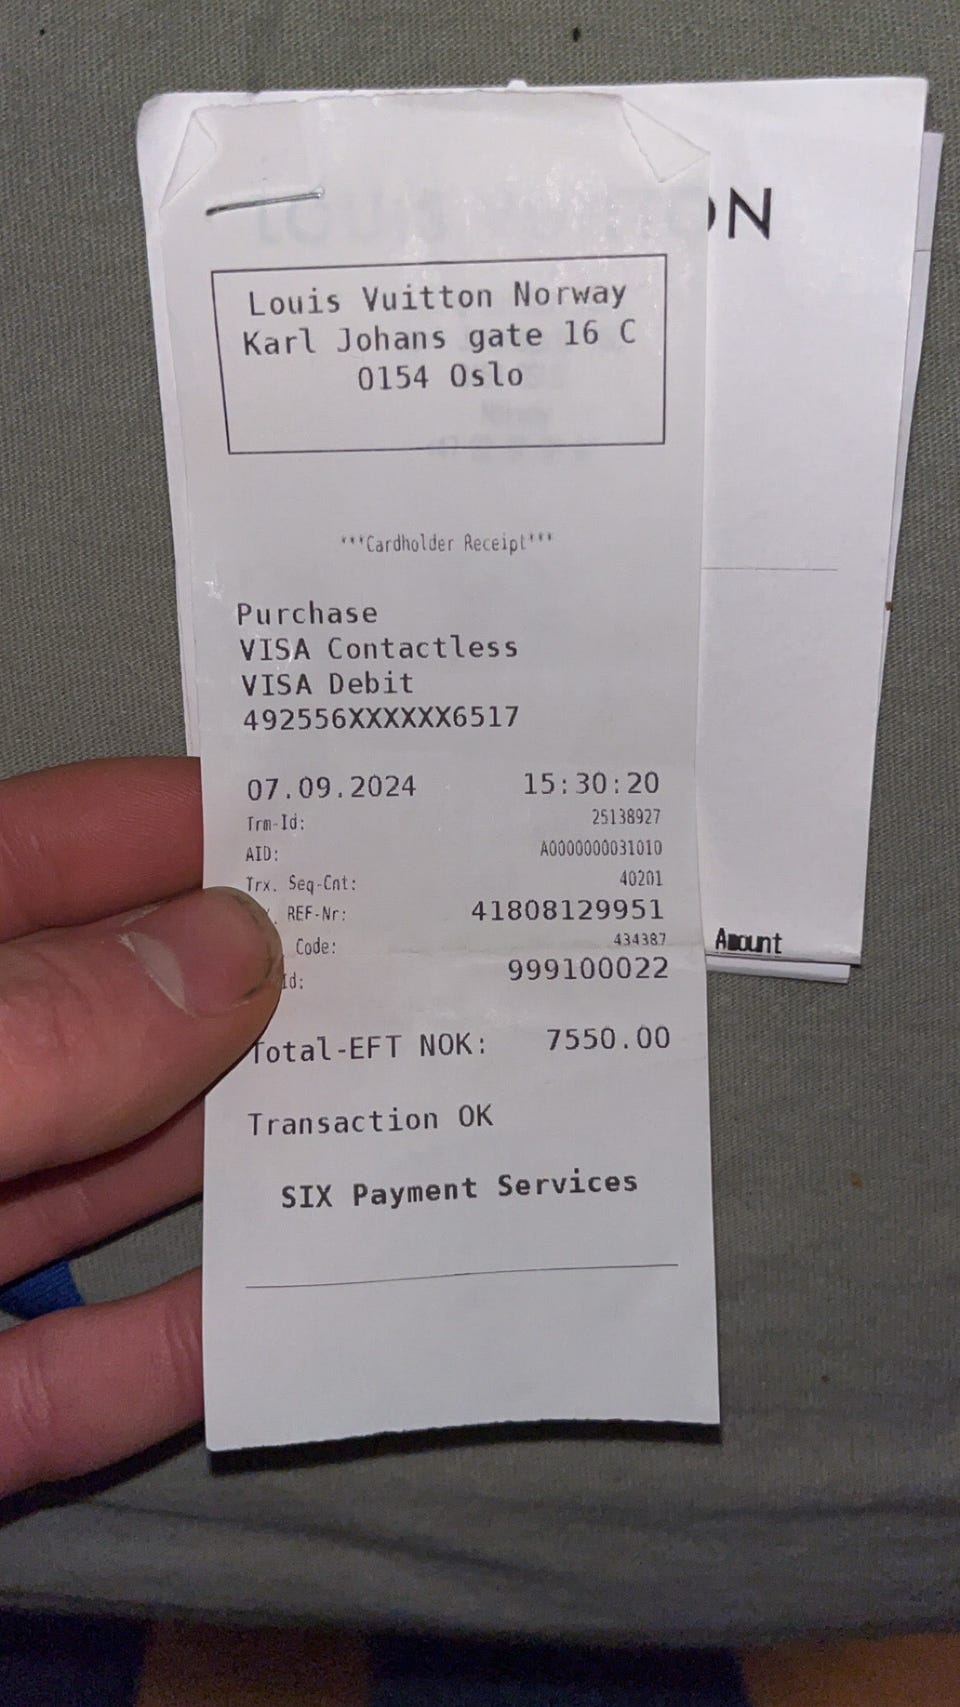 ON
Louis Vuitton Norway
Karl Johans gate 16 C
0154 Oslo
***Cardholder Receipt***
Purchase
VISA Contactless
VISA Debit
492556XXXXXX6517
07.09.2024 15:30:20
Trm-Id: 25138927
AID: A0000000031010
Trx. Seq-Cnt: 40201
REF-Nr: 41808129951
Code: 434387
Id: 999100022
Amount
Total-EFT NOK: 7550.00
Transaction OK
SIX Payment Services